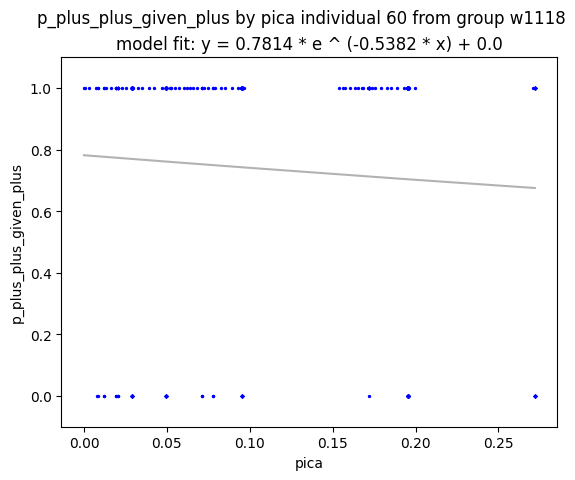 p_plus_plus_given_plus by pica individual 60 from group w1118
model fit: y = 0.7814 * e ^ (-0.5382 * x) + 0.0
1.0
0.8
0.6
0.4
0.2
0.0
p_plus_plus_given_plus
0.00 0.05 0.10 0.15 0.20 0.25
pica